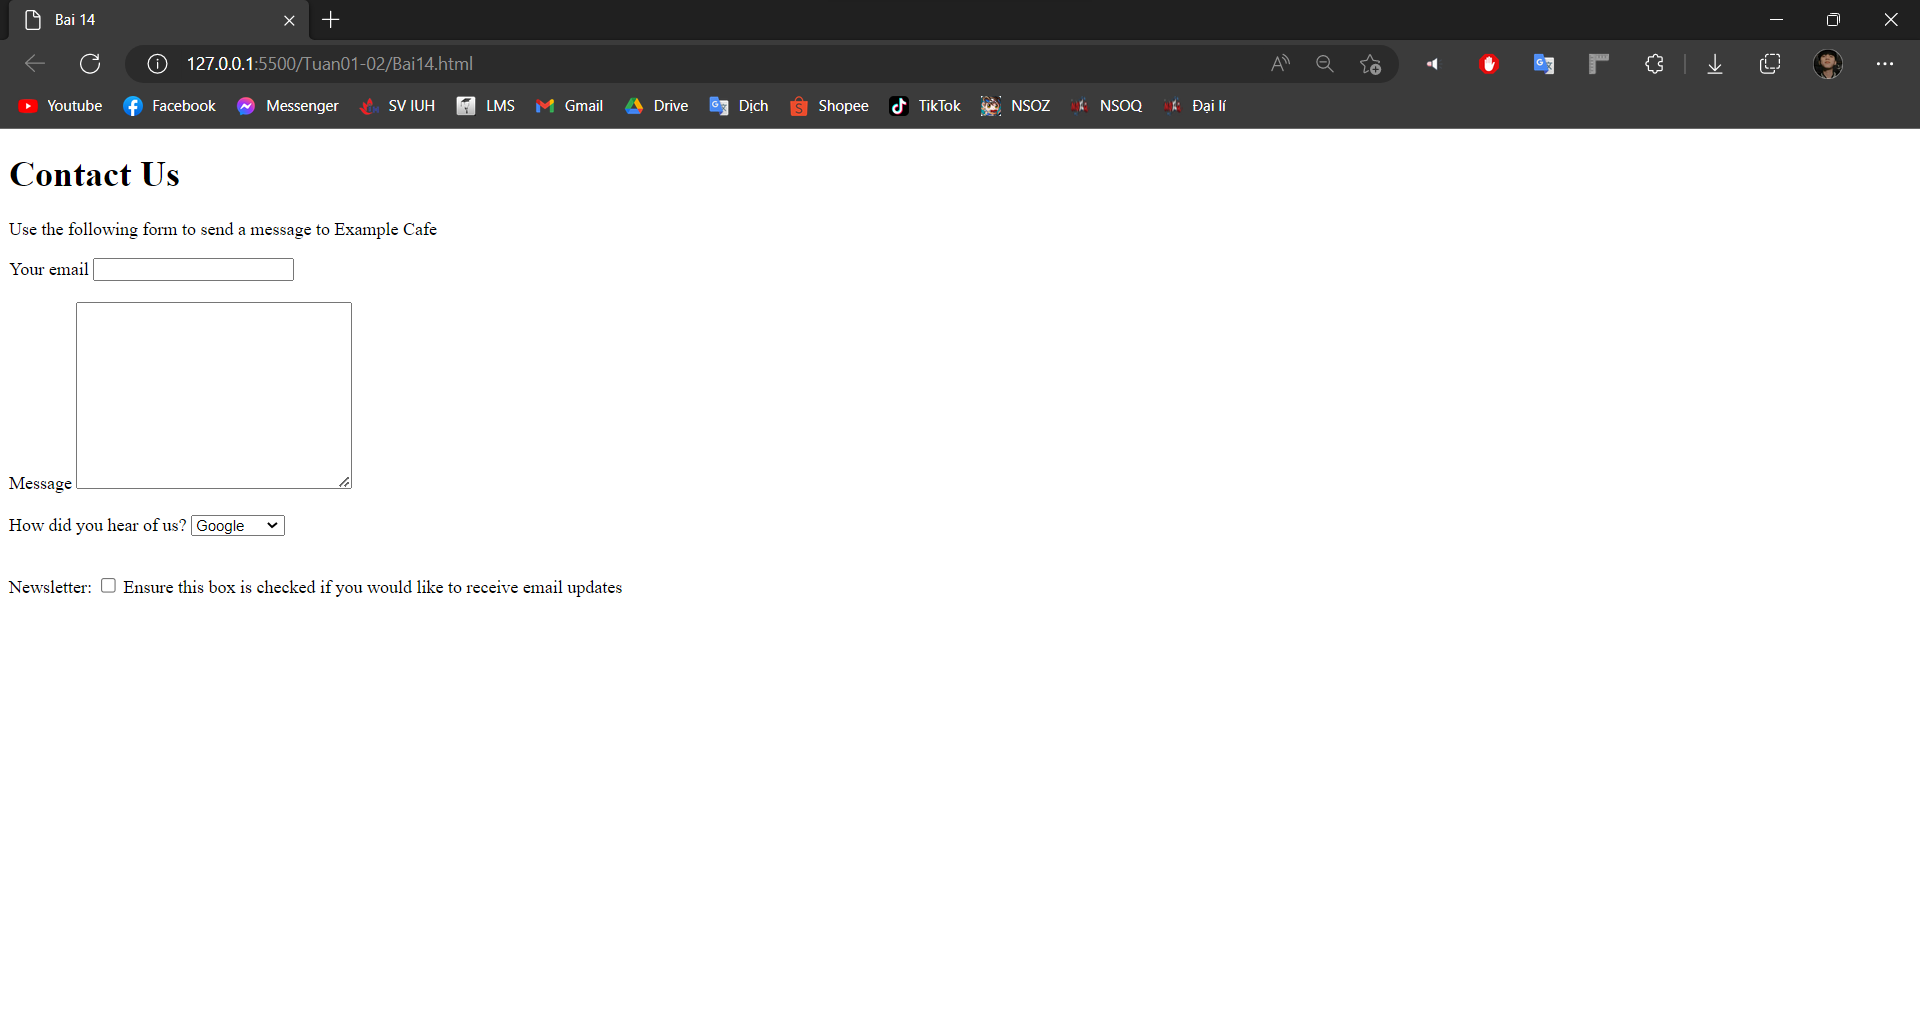 Bai 14
127.0.0.1:5500/Tuan01-02/Bai14.html
Youtube Facebook Messenger SV IUH LMS Gmail Drive Dịch Shopee TikTok NSOZ NSOQ Đại lí
Contact Us
Use the following form to send a message to Example Cafe
Your email
Message
How did you hear of us? Google
Newsletter: Ensure this box is checked if you would like to receive email updates